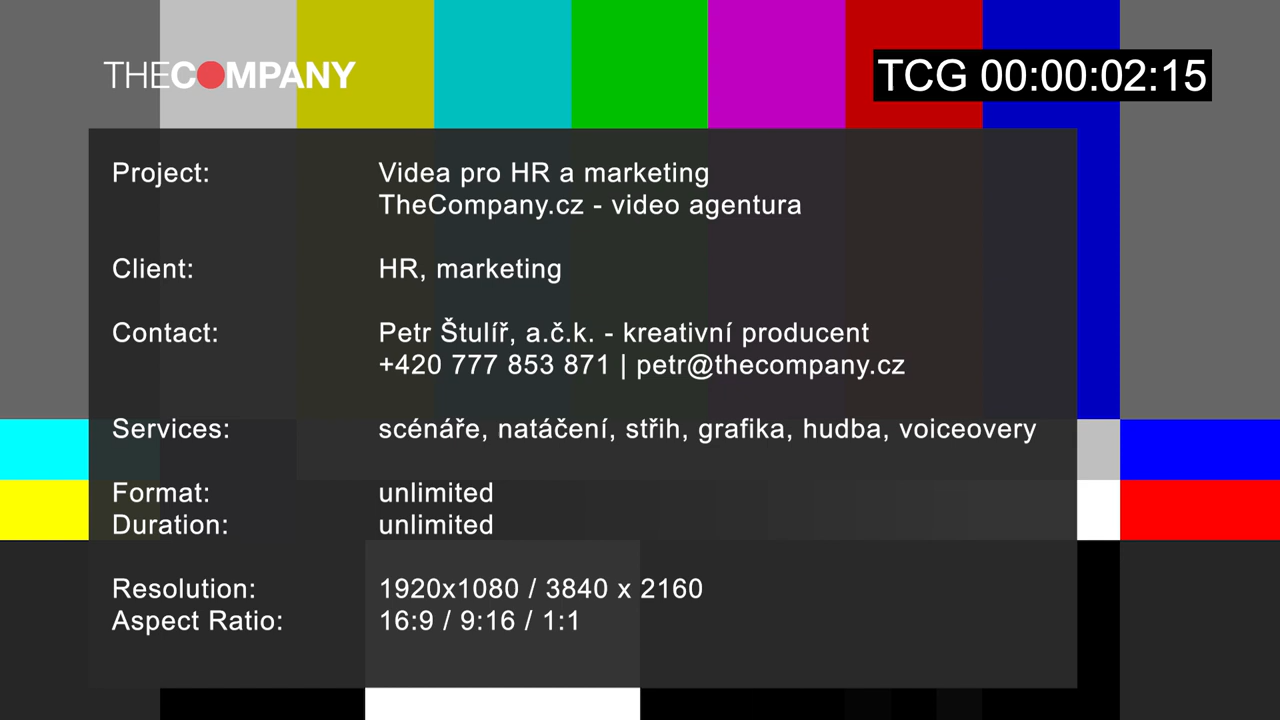 THECOMPANY
TCG 00:00:02:15
Project: Videa pro HR a marketing
TheCompany.cz - video agentura
Client: HR, marketing
Contact: Petr Štulíř, a.č.k. - kreativní producent
+420 777 853 871 | petr@thecompany.cz
Services: scénáře, natáčení, střih, grafika, hudba, voiceovery
Format: unlimited
Duration: unlimited
Resolution: 1920x1080 / 3840 x 2160
Aspect Ratio: 16:9 / 9:16 / 1:1